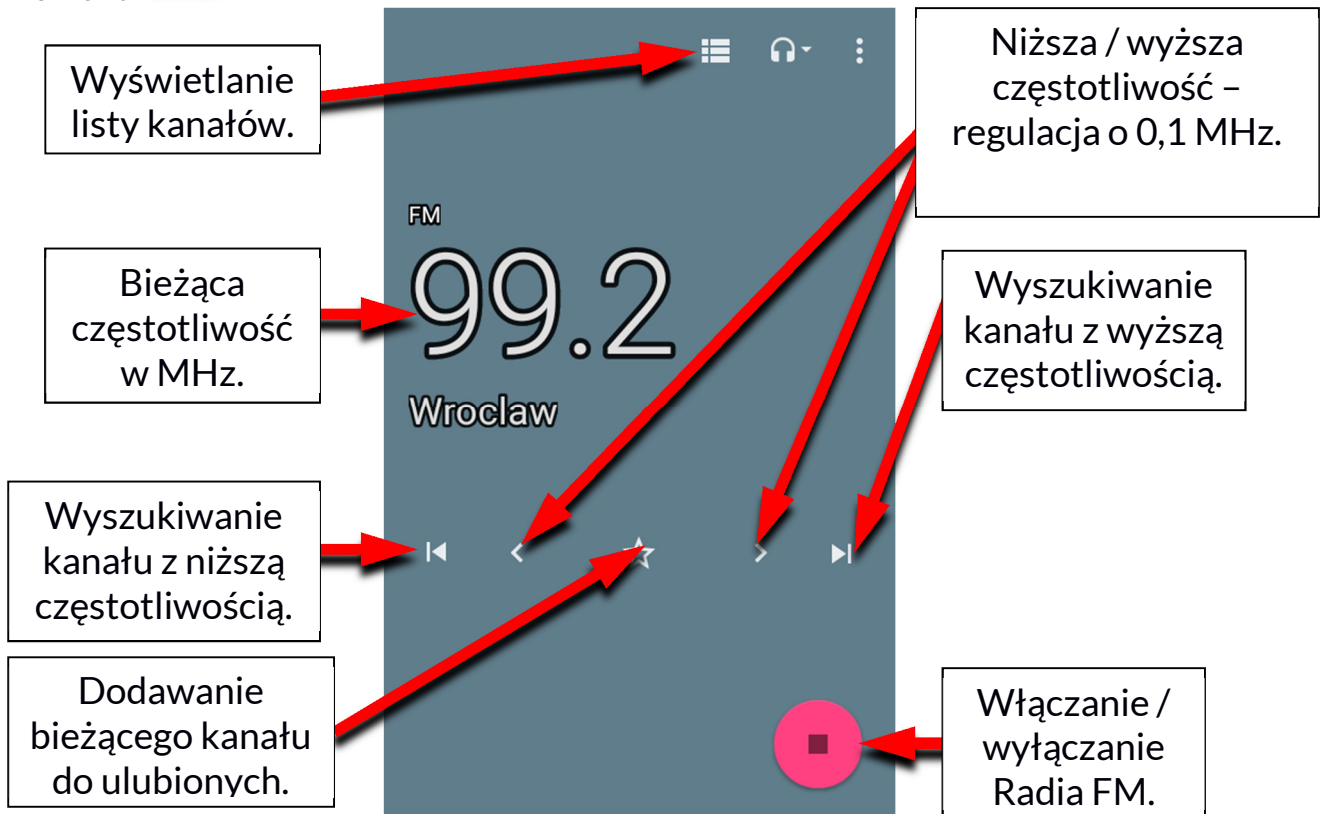 Wyświetlanie
listy kanałów.
Niższa / wyższa
częstotliwość –
regulacja o 0,1 MHz.
FM
99.2
Wroclaw
Bieżąca
częstotliwość
w MHz.
Wyszukiwanie
kanału z wyższą
częstotliwością.
Wyszukiwanie
kanału z niższą
częstotliwością.
Dodawanie
bieżącego kanału
do ulubionych.
Włączanie /
wyłączanie
Radia FM.